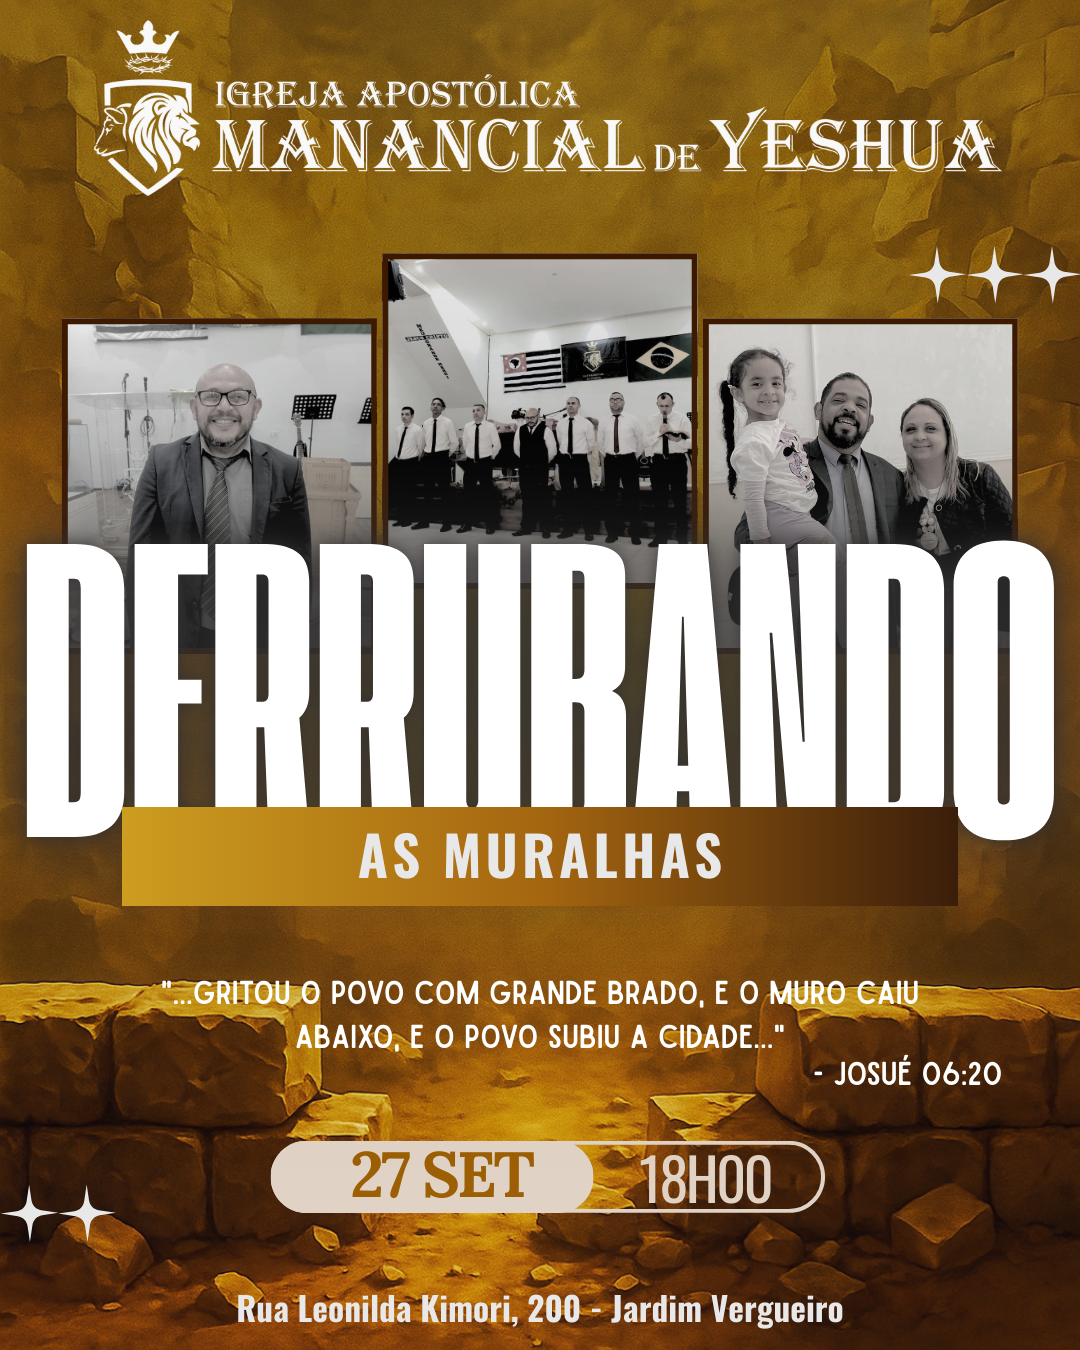 IGREJA APOSTÓLICA
MANANCIAL DE YESHUA
DERRUBANDO
AS MURALHAS
"...GRITOU O POVO COM GRANDE BRADO, E O MURO CAIU
ABAIXO, E O POVO SUBIU A CIDADE..."
- JOSUÉ 06:20
27 SET 18H00
Rua Leonilda Kimori, 200 - Jardim Vergueiro